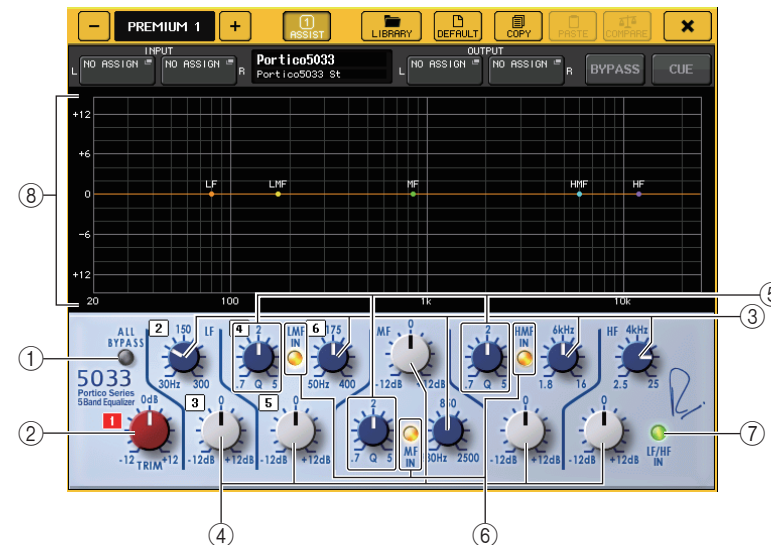 PREMIUM 1
1
ASSIST
LIBRARY
DEFAULT
COPY
PASTE
COMPARE
INPUT
L NO ASSIGN NO ASSIGN R
Portico5033
Portico5033 St
OUTPUT
L NO ASSIGN NO ASSIGN R
BYPASS
CUE
+12
+6
0
-6
+12
LF LMF MF HMF HF
20 100 1k 10k
8
5
3
1
2
4
6
7
ALL BYPASS
2 150 LF
30Hz 300
4 2
.7 Q 5
LMF IN
6 175
50Hz 400
MF 0
-12dB +12dB
2
.7 Q 5
HMF IN
6kHz
1.8 16
HF 4kHz
2.5 25
5033
Portico Series
5Band Equalizer
1 0dB
-12 +12
TRIM
3 0
-12dB +12dB
5 0
-12dB +12dB
2
.7 Q 5
MF IN
850
2500
0
-12dB +12dB
0
-12dB +12dB
LF/HF IN